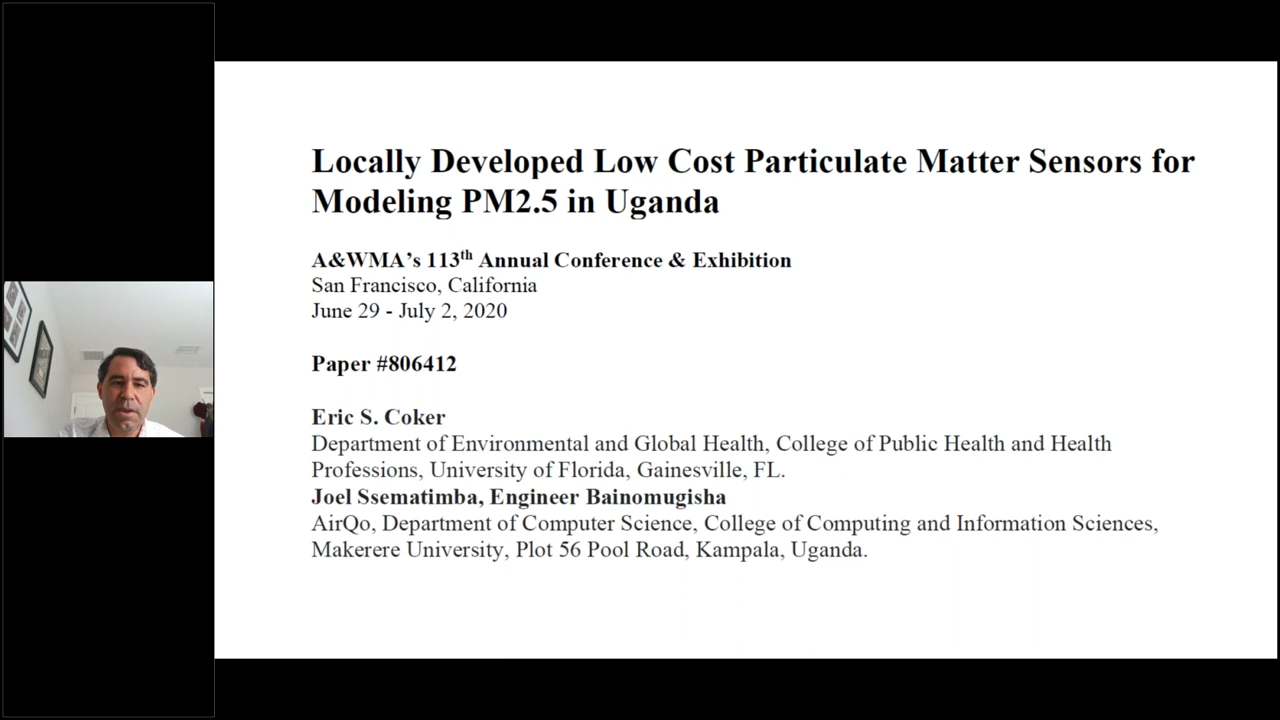 Locally Developed Low Cost Particulate Matter Sensors for
Modeling PM2.5 in Uganda
A&WMA’s 113th Annual Conference & Exhibition
San Francisco, California
June 29 - July 2, 2020
Paper #806412
Eric S. Coker
Department of Environmental and Global Health, College of Public Health and Health
Professions, University of Florida, Gainesville, FL.
Joel Ssematimba, Engineer Bainomugisha
AirQo, Department of Computer Science, College of Computing and Information Sciences,
Makerere University, Plot 56 Pool Road, Kampala, Uganda.